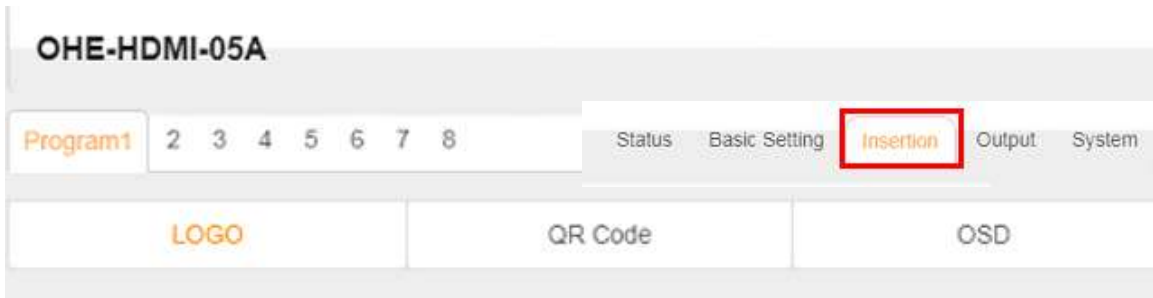 OHE-HDMI-05A
Program1 2 3 4 5 6 7 8 Status Basic Setting Insertion Output System
LOGO QR Code OSD